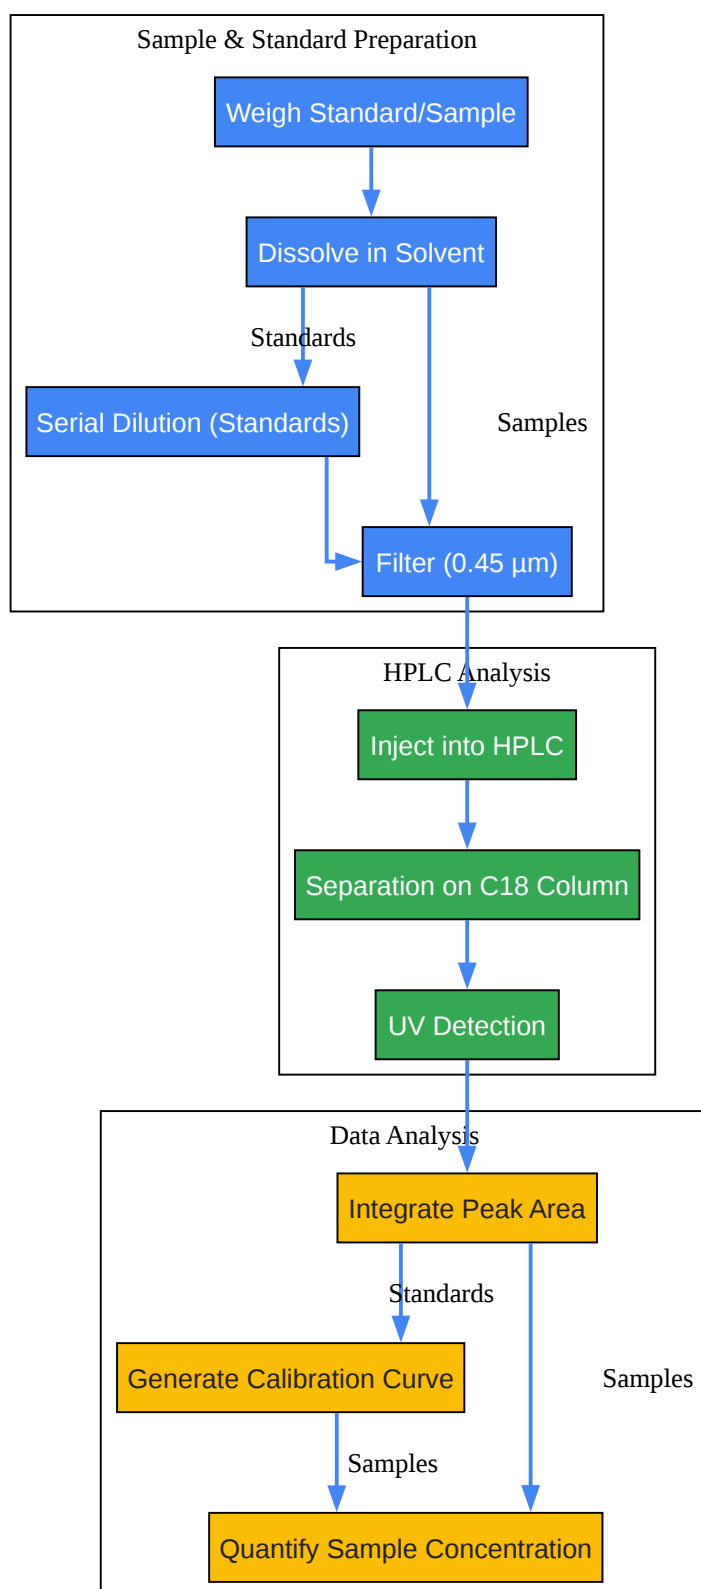 Sample & Standard Preparation
Weigh Standard/Sample
Dissolve in Solvent
Standards
Serial Dilution (Standards)
Samples
Filter (0.45 µm)
HPLC Analysis
Inject into HPLC
Separation on C18 Column
UV Detection
Data Analysis
Integrate Peak Area
Standards
Generate Calibration Curve
Samples
Samples
Quantify Sample Concentration